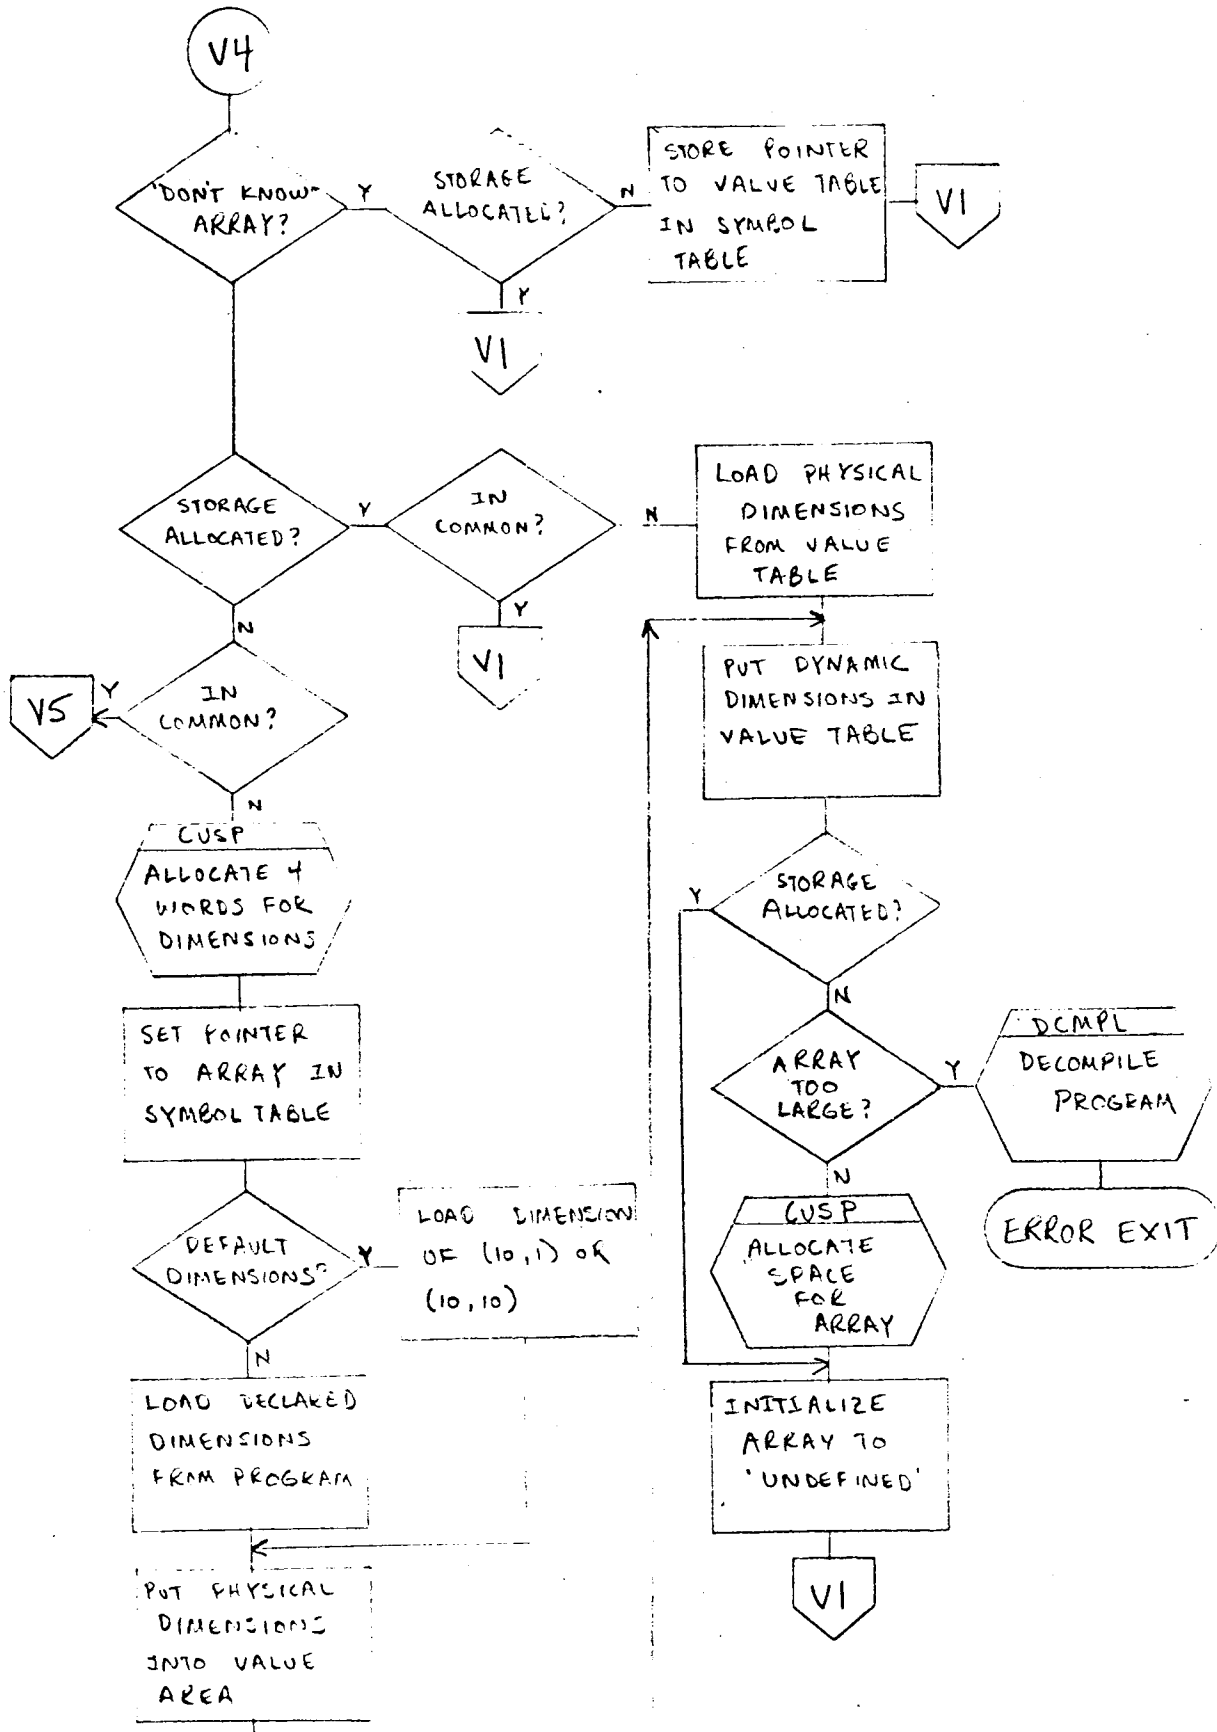 V4
'DON'T KNOW'
ARRAY?
Y
STORAGE
ALLOCATED?
N
STORE POINTER
TO VALUE TABLE
IN SYMBOL
TABLE
V1
Y
V1
STORAGE
ALLOCATED?
Y
IN
COMMON?
N
LOAD PHYSICAL
DIMENSIONS
FROM VALUE
TABLE
N
Y
V1
V5
Y
IN
COMMON?
N
PUT DYNAMIC
DIMENSIONS IN
VALUE TABLE
CUSP
ALLOCATE 4
WORDS FOR
DIMENSIONS
Y
STORAGE
ALLOCATED?
N
SET POINTER
TO ARRAY IN
SYMBOL TABLE
ARRAY
TOO
LARGE?
Y
DCMPL
DECOMPILE
PROGRAM
N
ERROR EXIT
DEFAULT
DIMENSIONS?
Y
LOAD DIMENSION
OF (10,1) OR
(10,10)
CUSP
ALLOCATE
SPACE
FOR
ARRAY
N
LOAD DECLARED
DIMENSIONS
FROM PROGRAM
INITIALIZE
ARRAY TO
'UNDEFINED'
V1
PUT PHYSICAL
DIMENSIONS
INTO VALUE
AREA